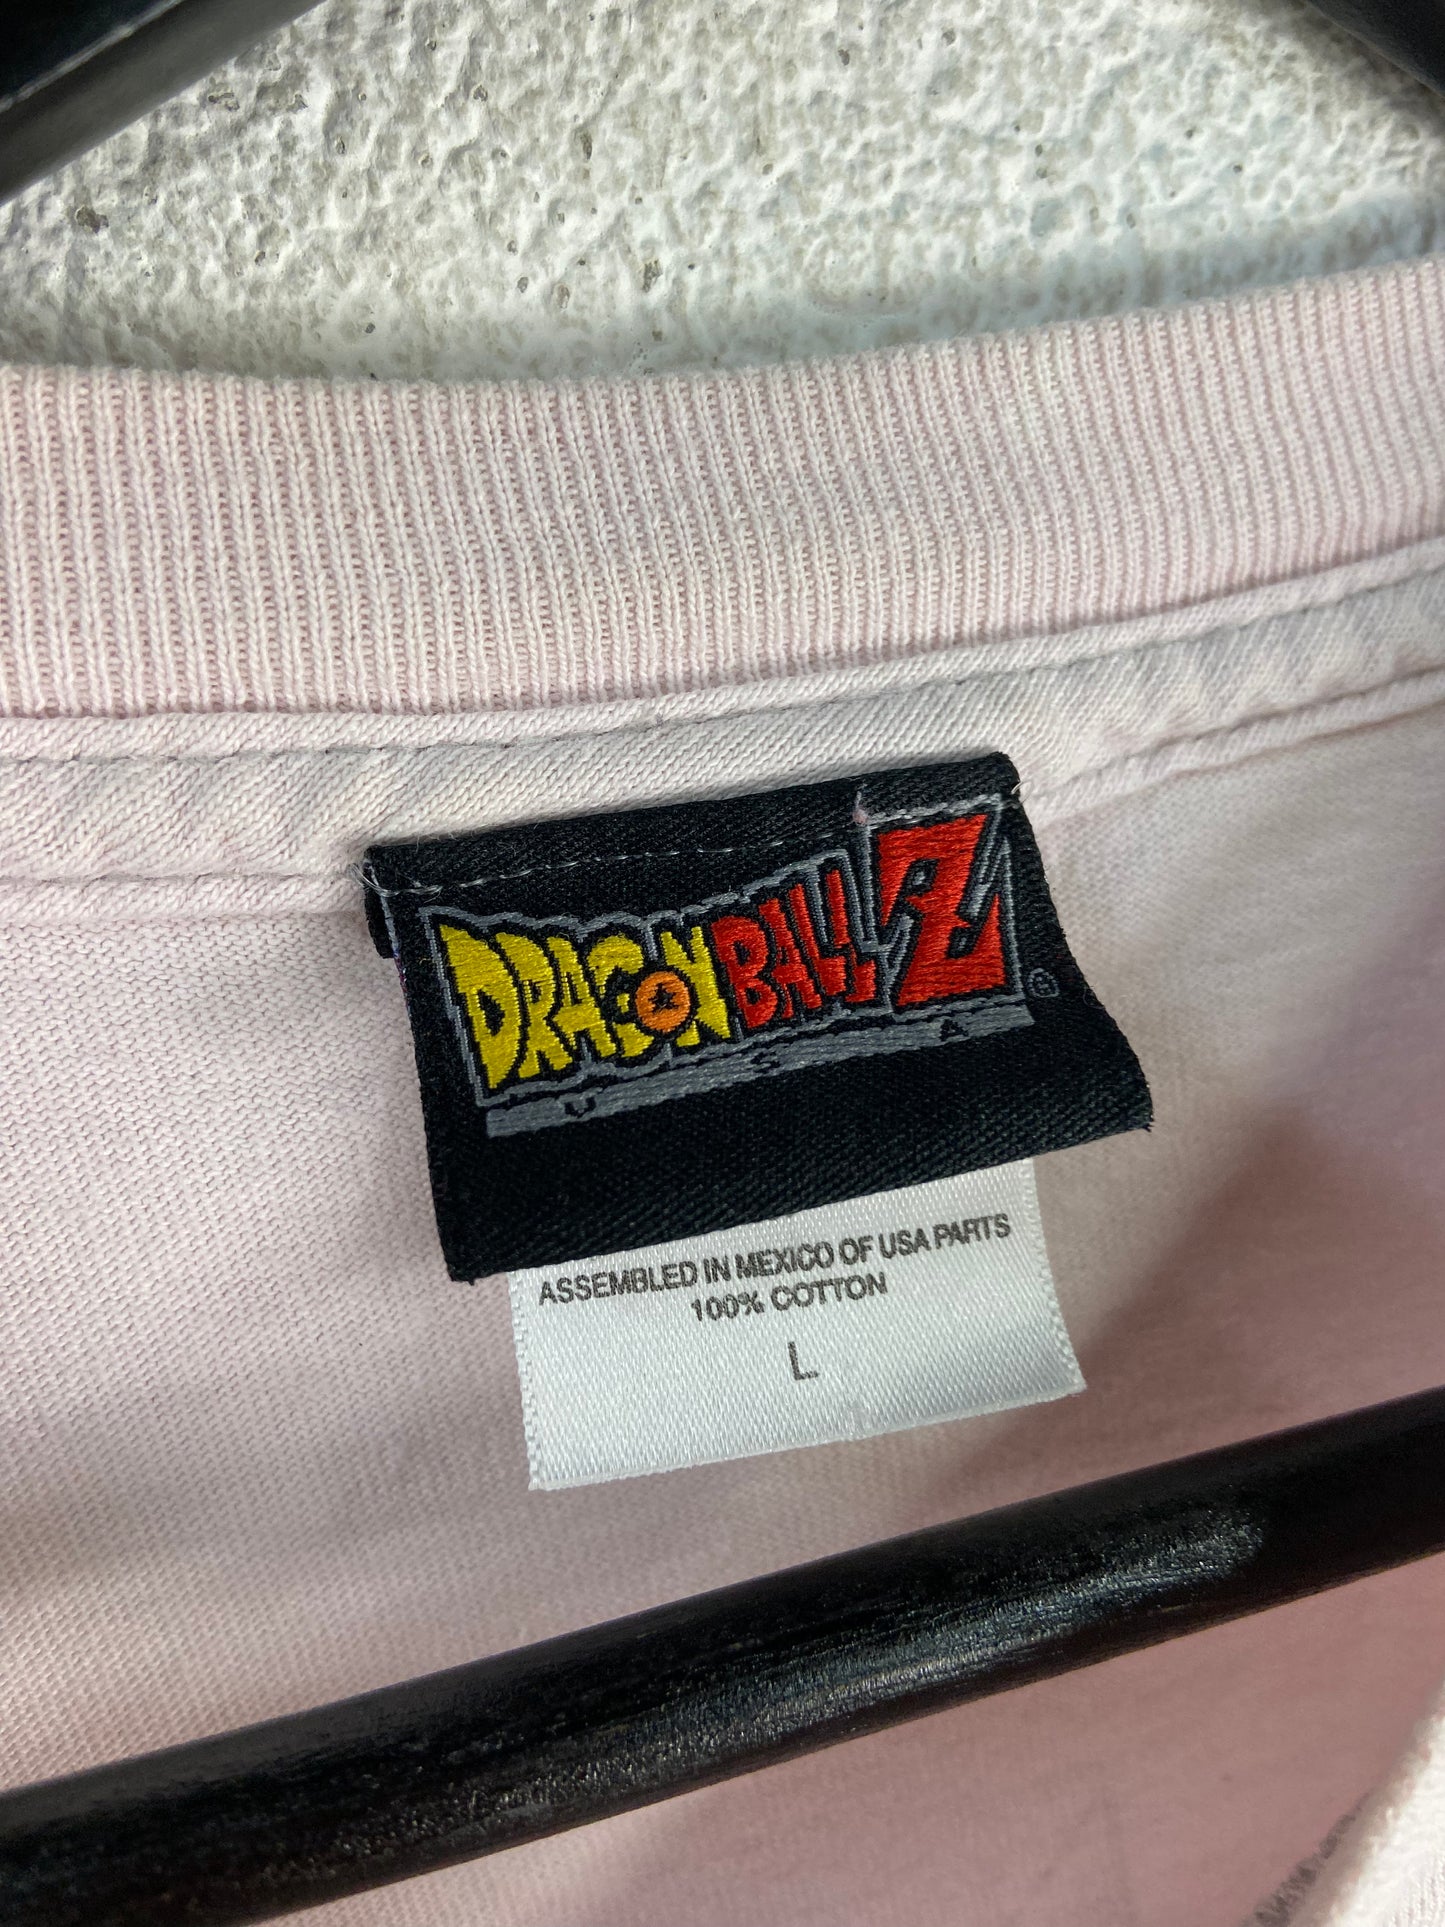 DRAGON BALL Z
®
U S A
ASSEMBLED IN MEXICO OF USA PARTS
100% COTTON
L